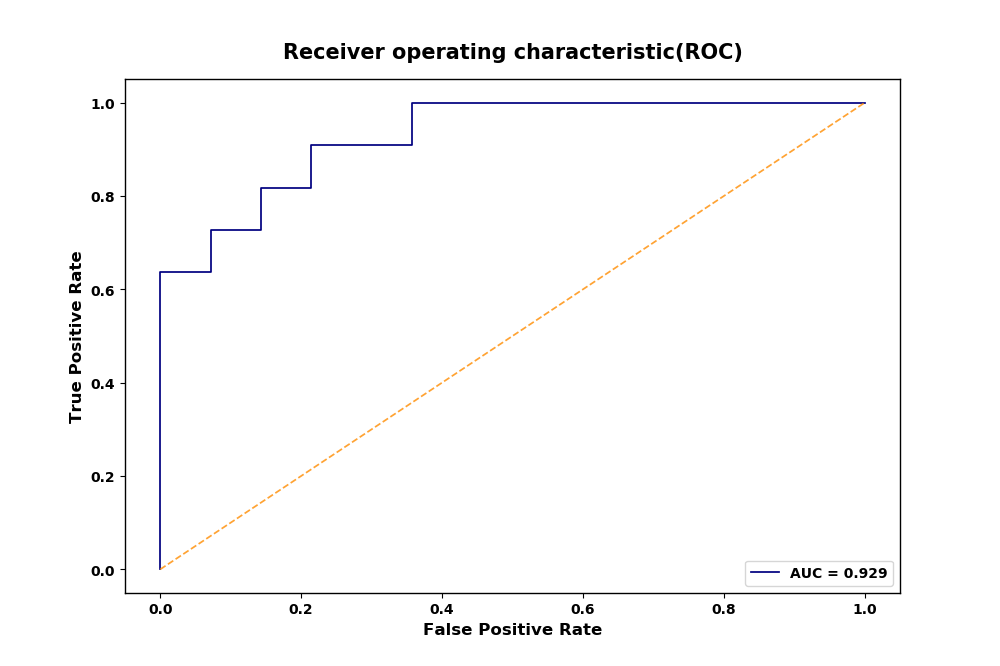 Receiver operating characteristic(ROC)
True Positive Rate
1.0
0.8
0.6
0.4
0.2
0.0
AUC = 0.929
0.0 0.2 0.4 0.6 0.8 1.0
False Positive Rate